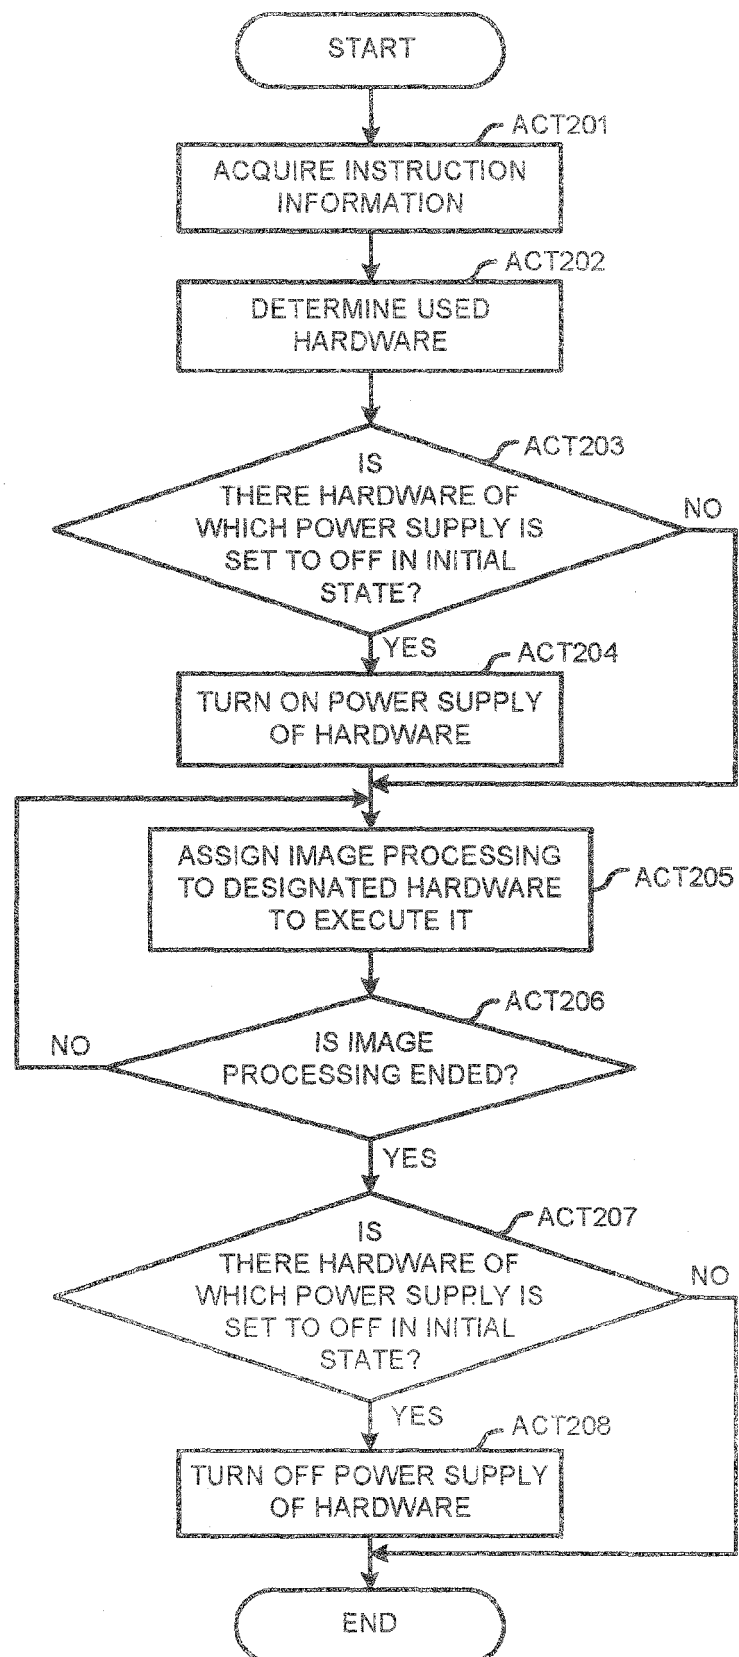 START
ACT201
ACQUIRE INSTRUCTION
INFORMATION
ACT202
DETERMINE USED
HARDWARE
ACT203
IS
THERE HARDWARE OF
WHICH POWER SUPPLY IS
SET TO OFF IN INITIAL
STATE?
NO
YES
ACT204
TURN ON POWER SUPPLY
OF HARDWARE
ASSIGN IMAGE PROCESSING
TO DESIGNATED HARDWARE
TO EXECUTE IT
ACT205
ACT206
IS IMAGE
PROCESSING ENDED?
NO
YES
ACT207
IS
THERE HARDWARE OF
WHICH POWER SUPPLY IS
SET TO OFF IN INITIAL
STATE?
NO
YES
ACT208
TURN OFF POWER SUPPLY
OF HARDWARE
END